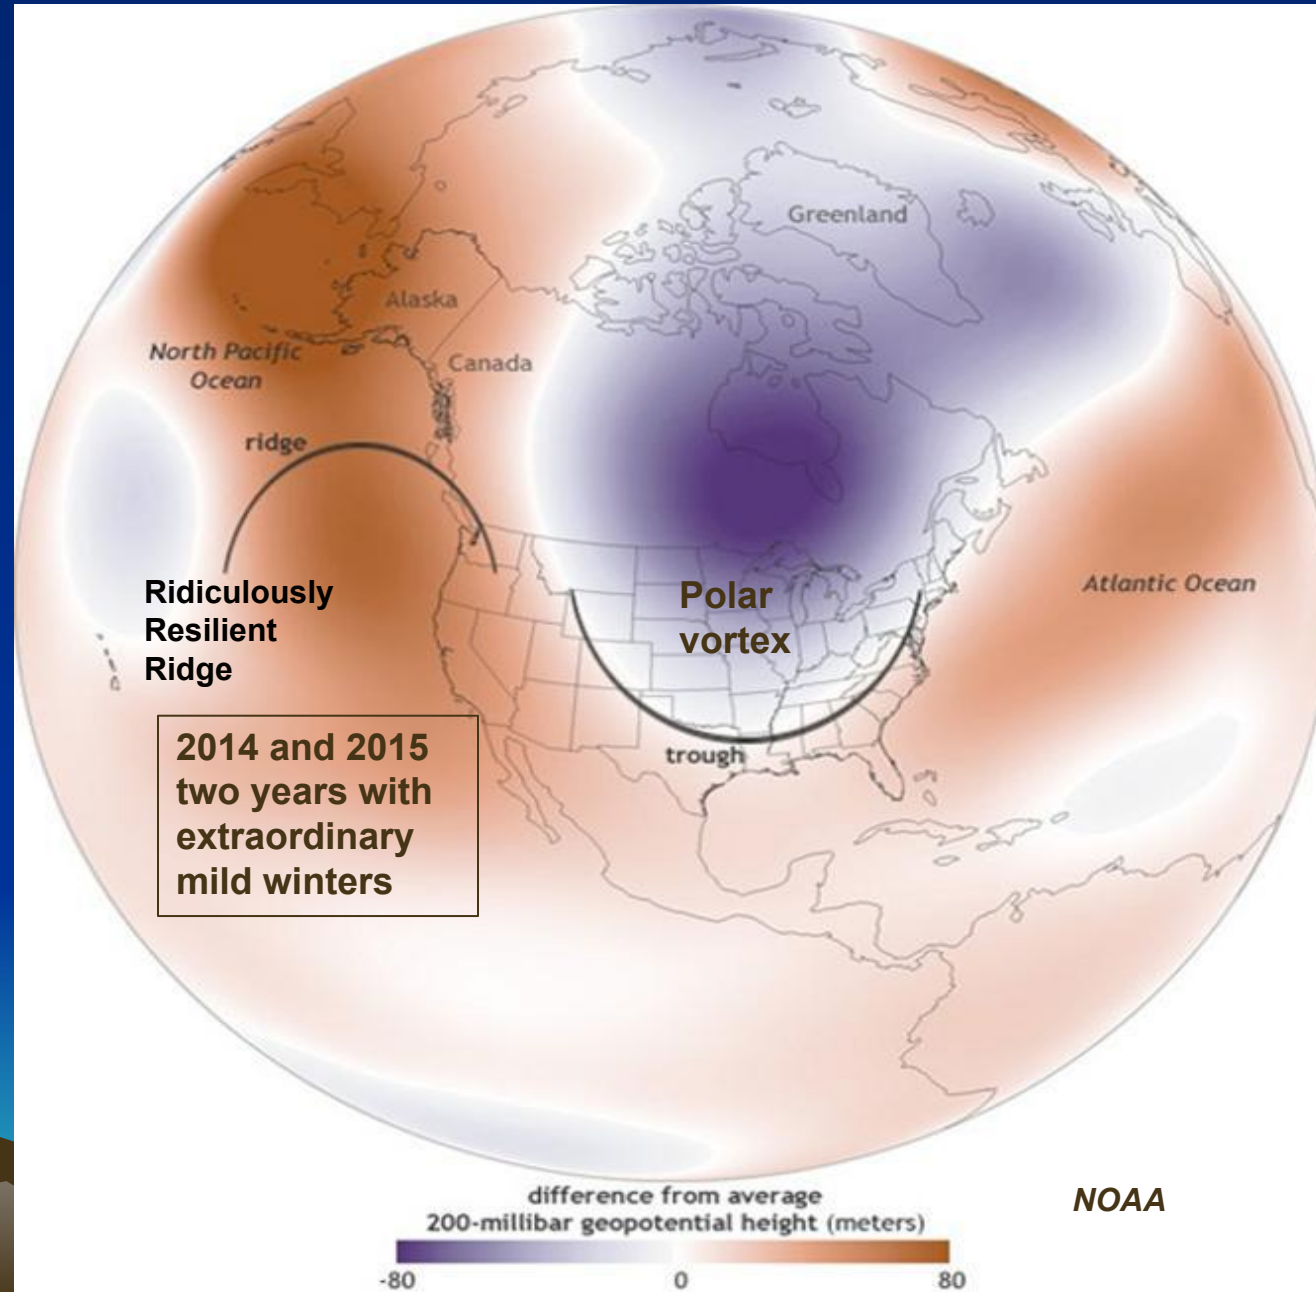 Greenland
Alaska
North Pacific
Ocean
Canada
ridge
Ridiculously
Resilient
Ridge
Polar
vortex
Atlantic Ocean
2014 and 2015
two years with
extraordinary
mild winters
trough
difference from average
200-millibar geopotential height (meters)
NOAA
-80
0
80